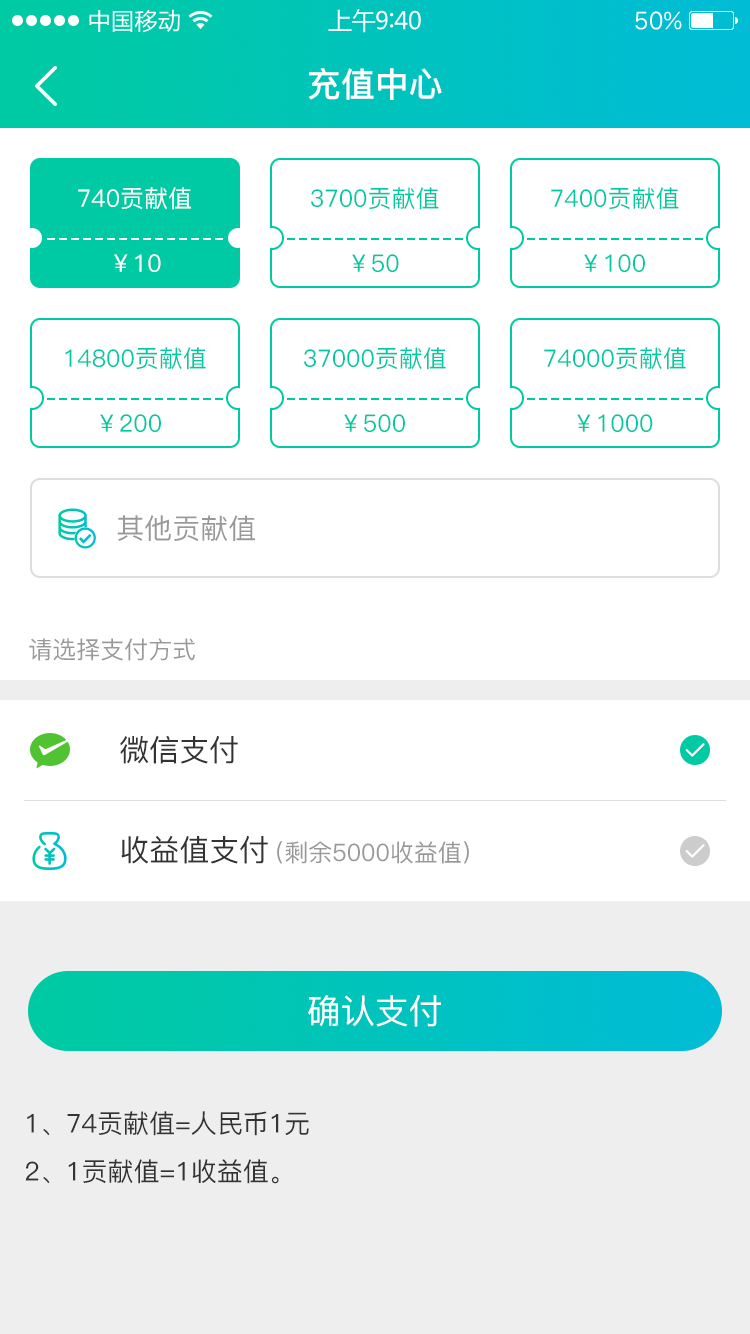 中国移动 上午9:40 50%
充值中心
740贡献值 3700贡献值 7400贡献值
￥10 ￥50 ￥100
14800贡献值 37000贡献值 74000贡献值
￥200 ￥500 ￥1000
其他贡献值
请选择支付方式
微信支付
收益值支付 (剩余5000收益值)
确认支付
1、74贡献值=人民币1元
2、1贡献值=1收益值。